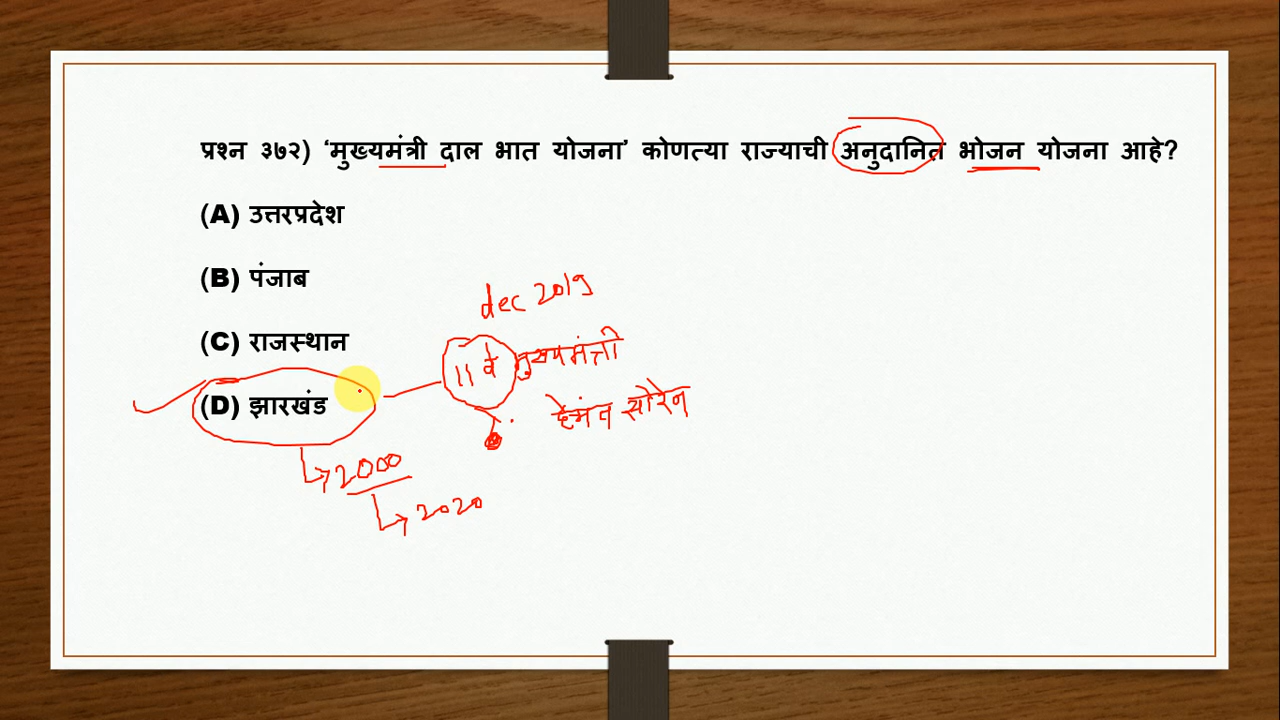 प्रश्न ३७२) ‘मुख्यमंत्री दाल भात योजना’ कोणत्या राज्याची अनुदानित भोजन योजना आहे?
(A) उत्तरप्रदेश
(B) पंजाब
dec 2019
(C) राजस्थान
11 वे मुख्यमंत्री
(D) झारखंड
हेमंत सोरेन
2000
2020